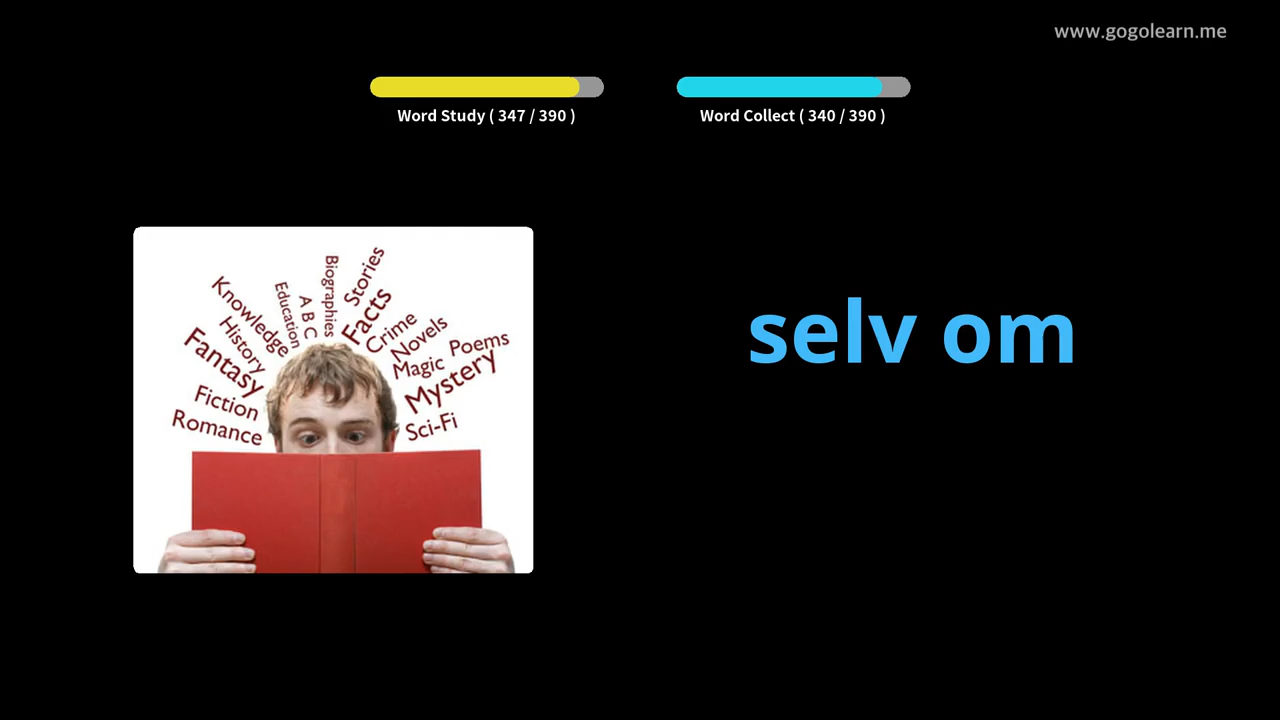 www.gogolearn.me
Word Study ( 347 / 390 )
Word Collect ( 340 / 390 )
selv om
Stories
Biographies
Facts
A B C
Education
Knowledge
Crime
Novels
History
Poems
Magic
Fantasy
Mystery
Fiction
Romance
Sci-Fi